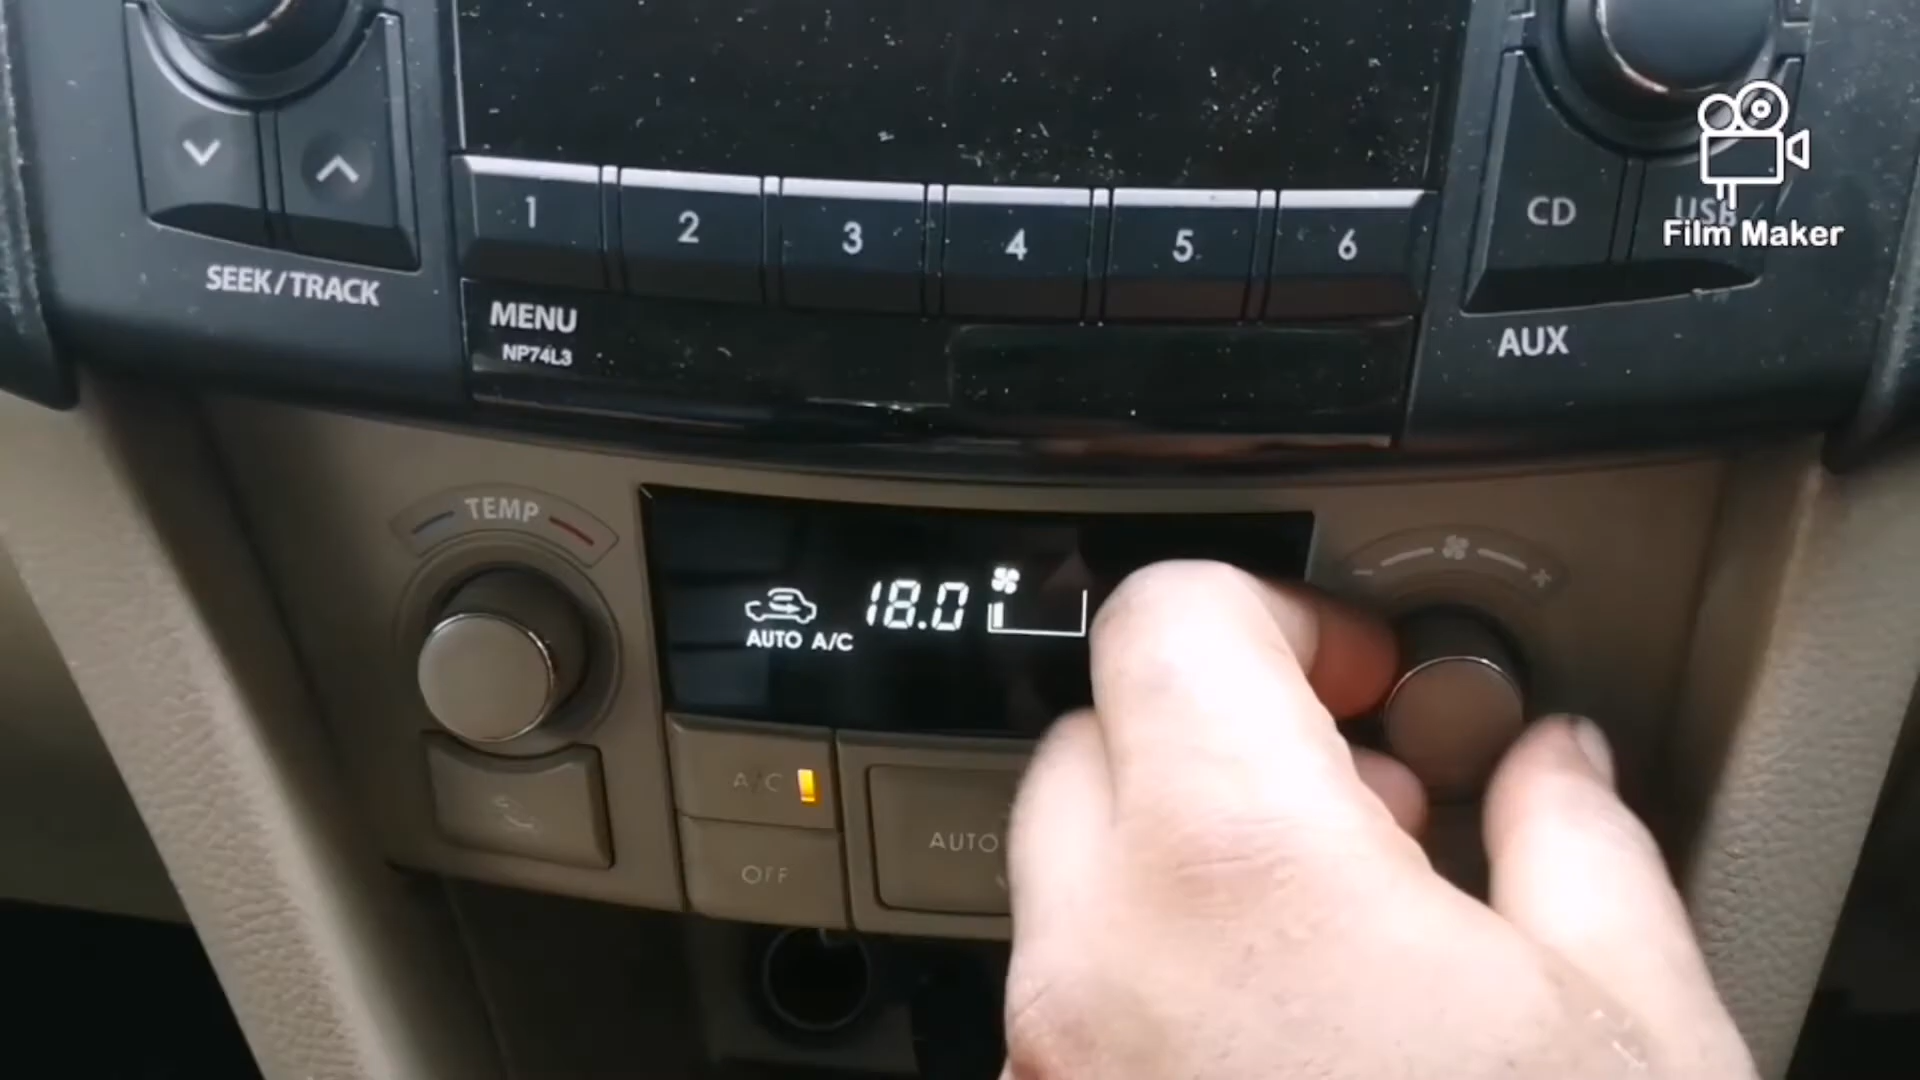 1 2 3 4 5 6
CD USB
Film Maker
SEEK/TRACK
MENU
NP74L3
AUX
TEMP
18.0
AUTO A/C
- +
A/C
AUTO
OFF